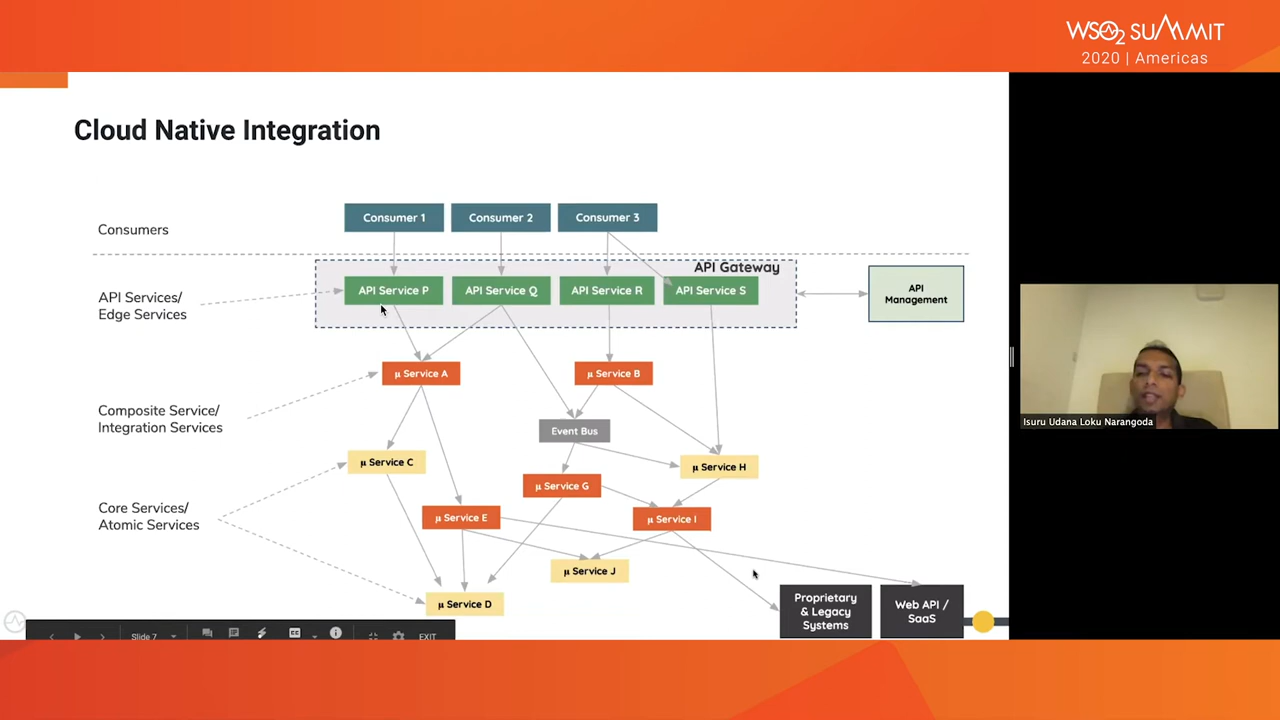 WSO2 SUMMIT
2020 | Americas
Cloud Native Integration
Consumers
Consumer 1
Consumer 2
Consumer 3
API Gateway
API Services/
Edge Services
API Service P
API Service Q
API Service R
API Service S
API
Management
µ Service A
µ Service B
Composite Service/
Integration Services
Event Bus
µ Service C
µ Service H
µ Service G
Core Services/
Atomic Services
µ Service E
µ Service I
µ Service J
µ Service D
Proprietary
& Legacy
Systems
Web API /
SaaS
Isuru Udana Loku Narangoda
Slide 7
CC
EXIT